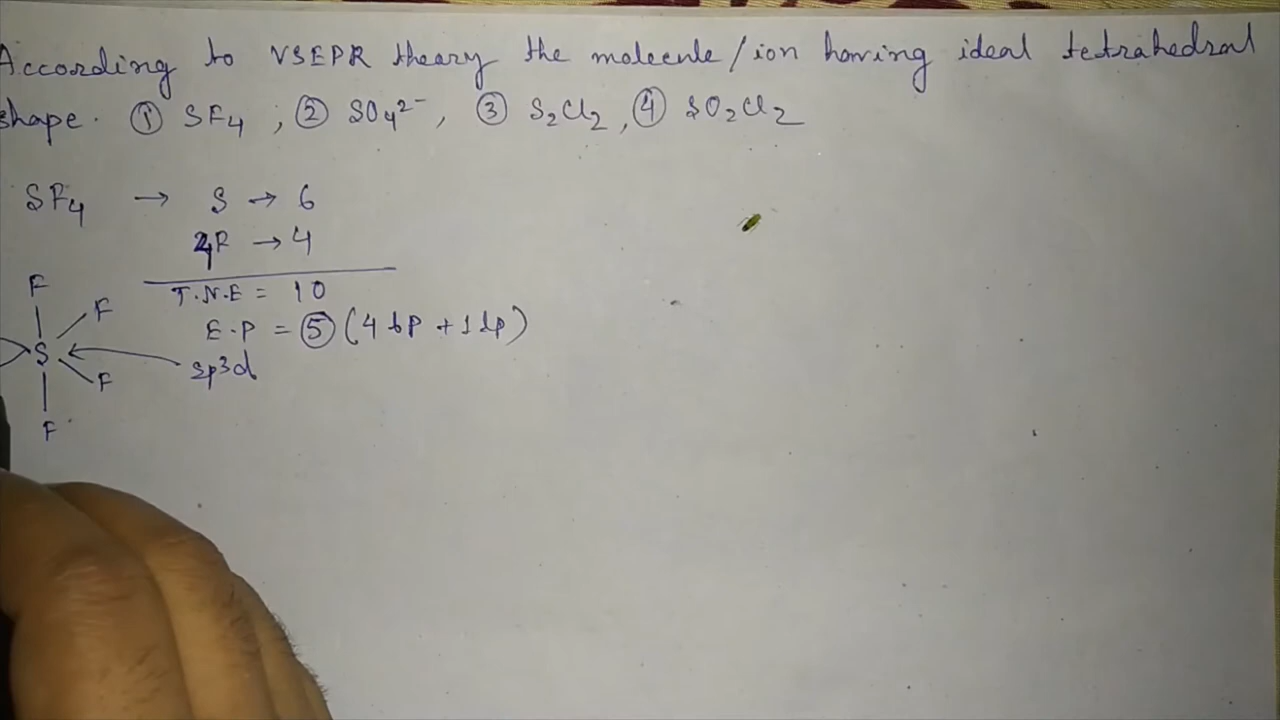 According to VSEPR theary the molecule/ion having ideal tetrahedral
shape. ① SF₄ ; ② SO₄²⁻, ③ S₂Cl₂, ④ SO₂Cl₂
SF₄ → S → 6
4F → 4
T.N.E = 10
E.P = ⑤ (4 bp + 1 lp)
sp³d
F
F
S
F
F